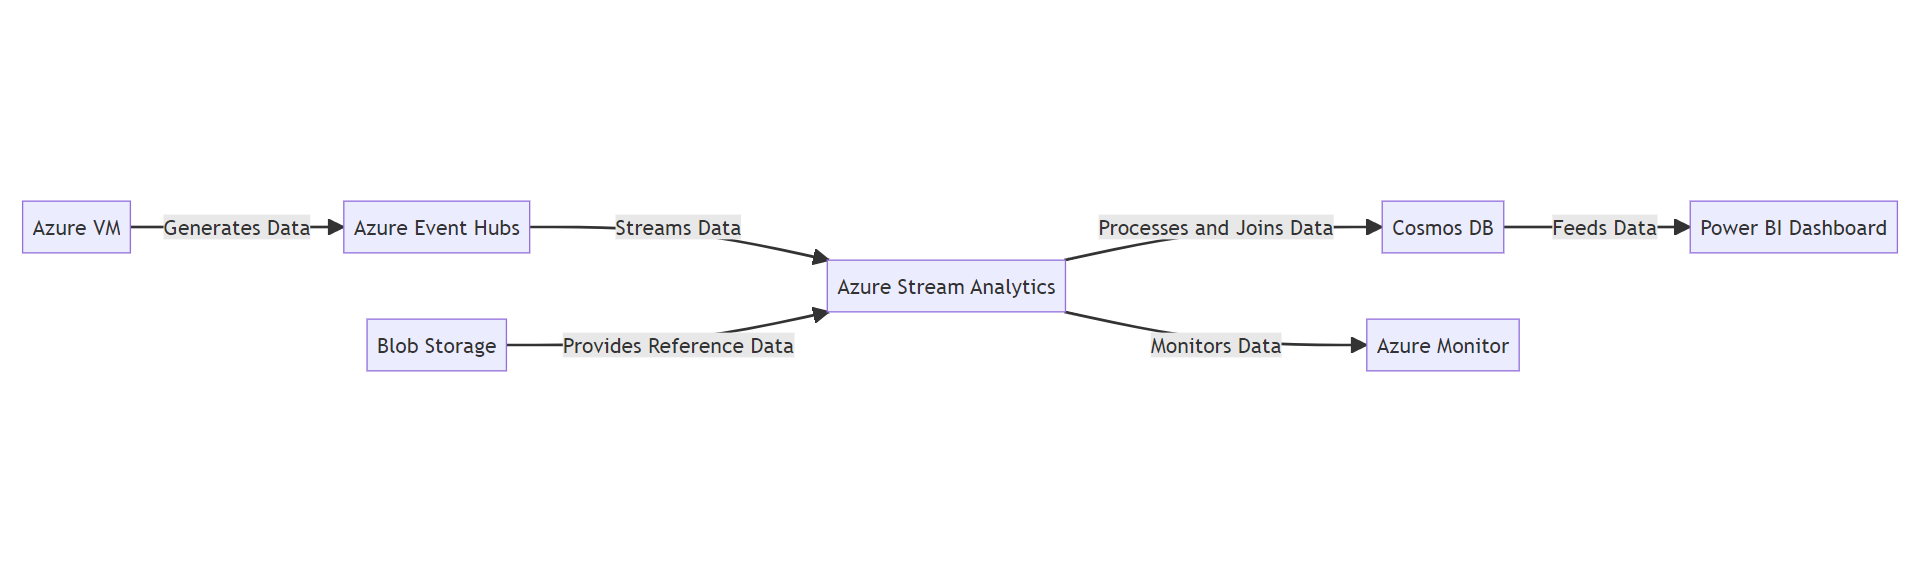 Azure VM
Generates Data
Azure Event Hubs
Streams Data
Blob Storage
Provides Reference Data
Azure Stream Analytics
Processes and Joins Data
Cosmos DB
Feeds Data
Power BI Dashboard
Monitors Data
Azure Monitor